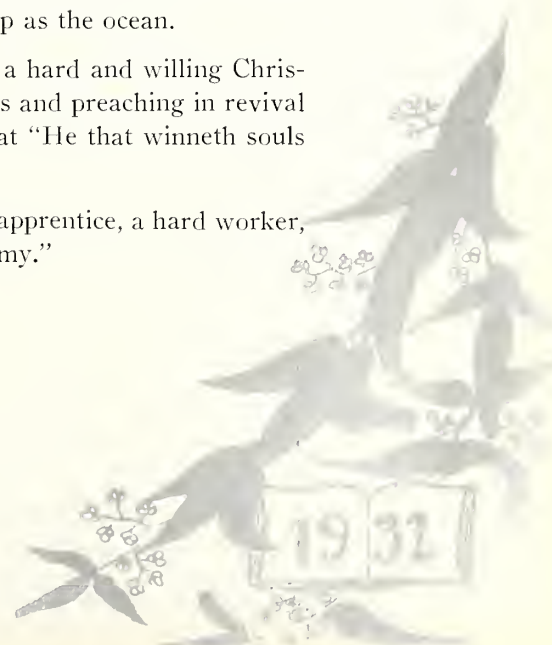 p as the ocean.
a hard and willing Chris-
s and preaching in revival
at “He that winneth souls
apprentice, a hard worker,
my.”
1932